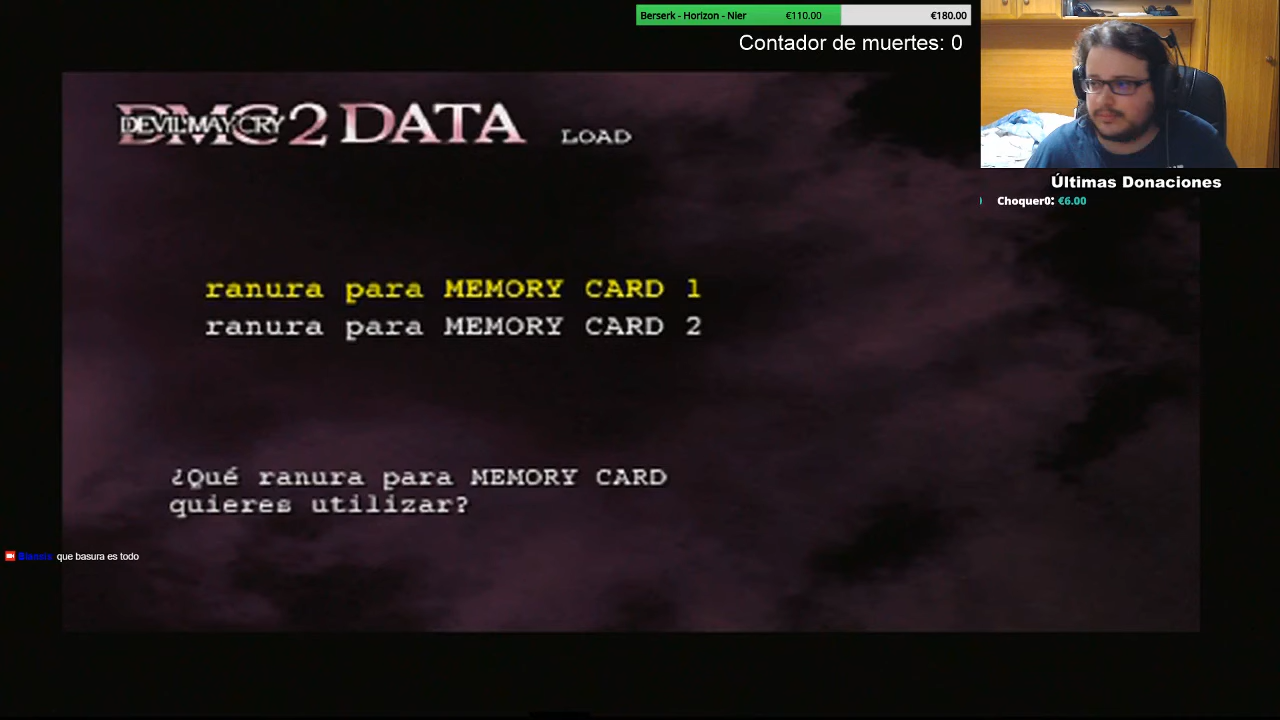 Berserk - Horizon - Nier €110.00 €180.00
Contador de muertes: 0
DMC 2 DATA LOAD
DEVIL MAY CRY
Últimas Donaciones
Choquer0: €6.00
ranura para MEMORY CARD 1
ranura para MEMORY CARD 2
¿Qué ranura para MEMORY CARD
quieres utilizar?
que basura es todo